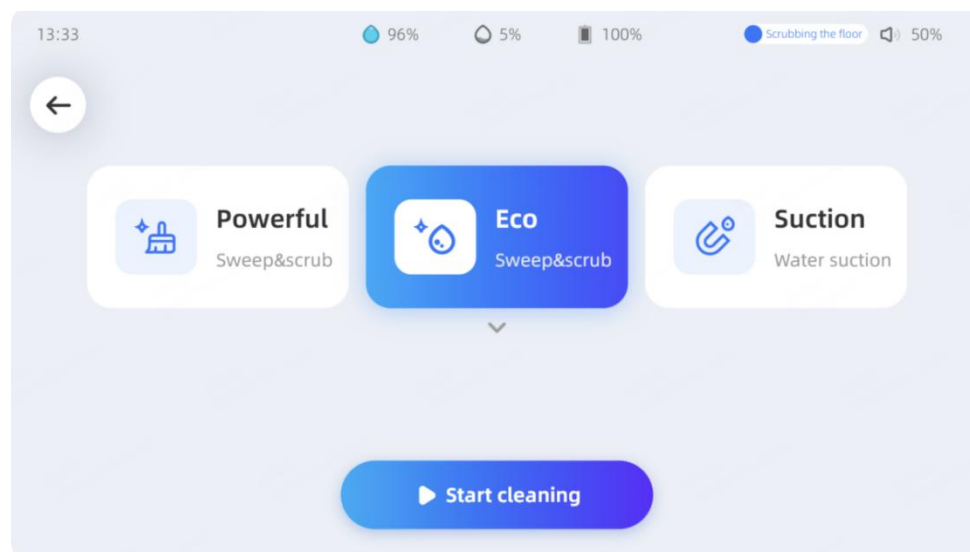 13:33 96% 5% 100% Scrubbing the floor 50%
Powerful
Sweep&scrub
Eco
Sweep&scrub
Suction
Water suction
Start cleaning